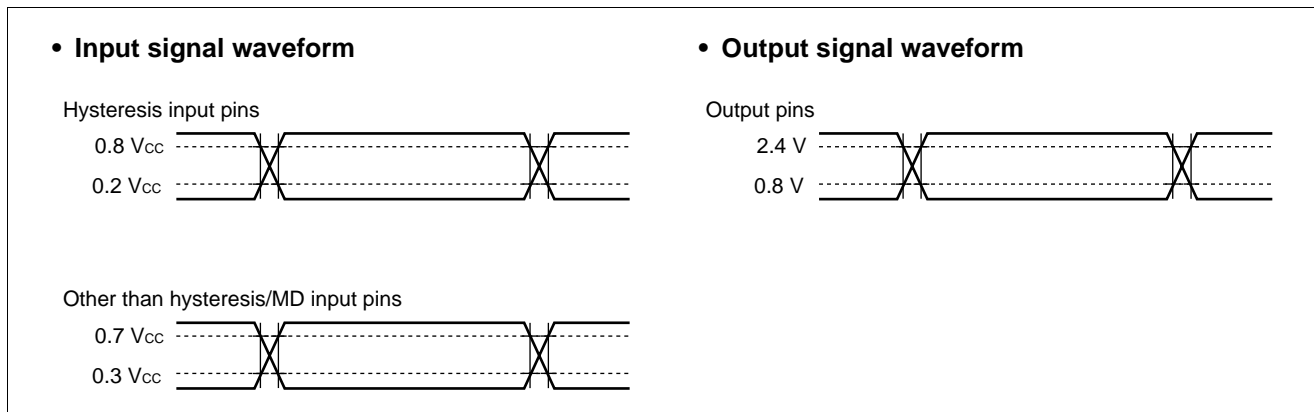 • Input signal waveform
Hysteresis input pins
0.8 Vcc
0.2 Vcc
Other than hysteresis/MD input pins
0.7 Vcc
0.3 Vcc
• Output signal waveform
Output pins
2.4 V
0.8 V